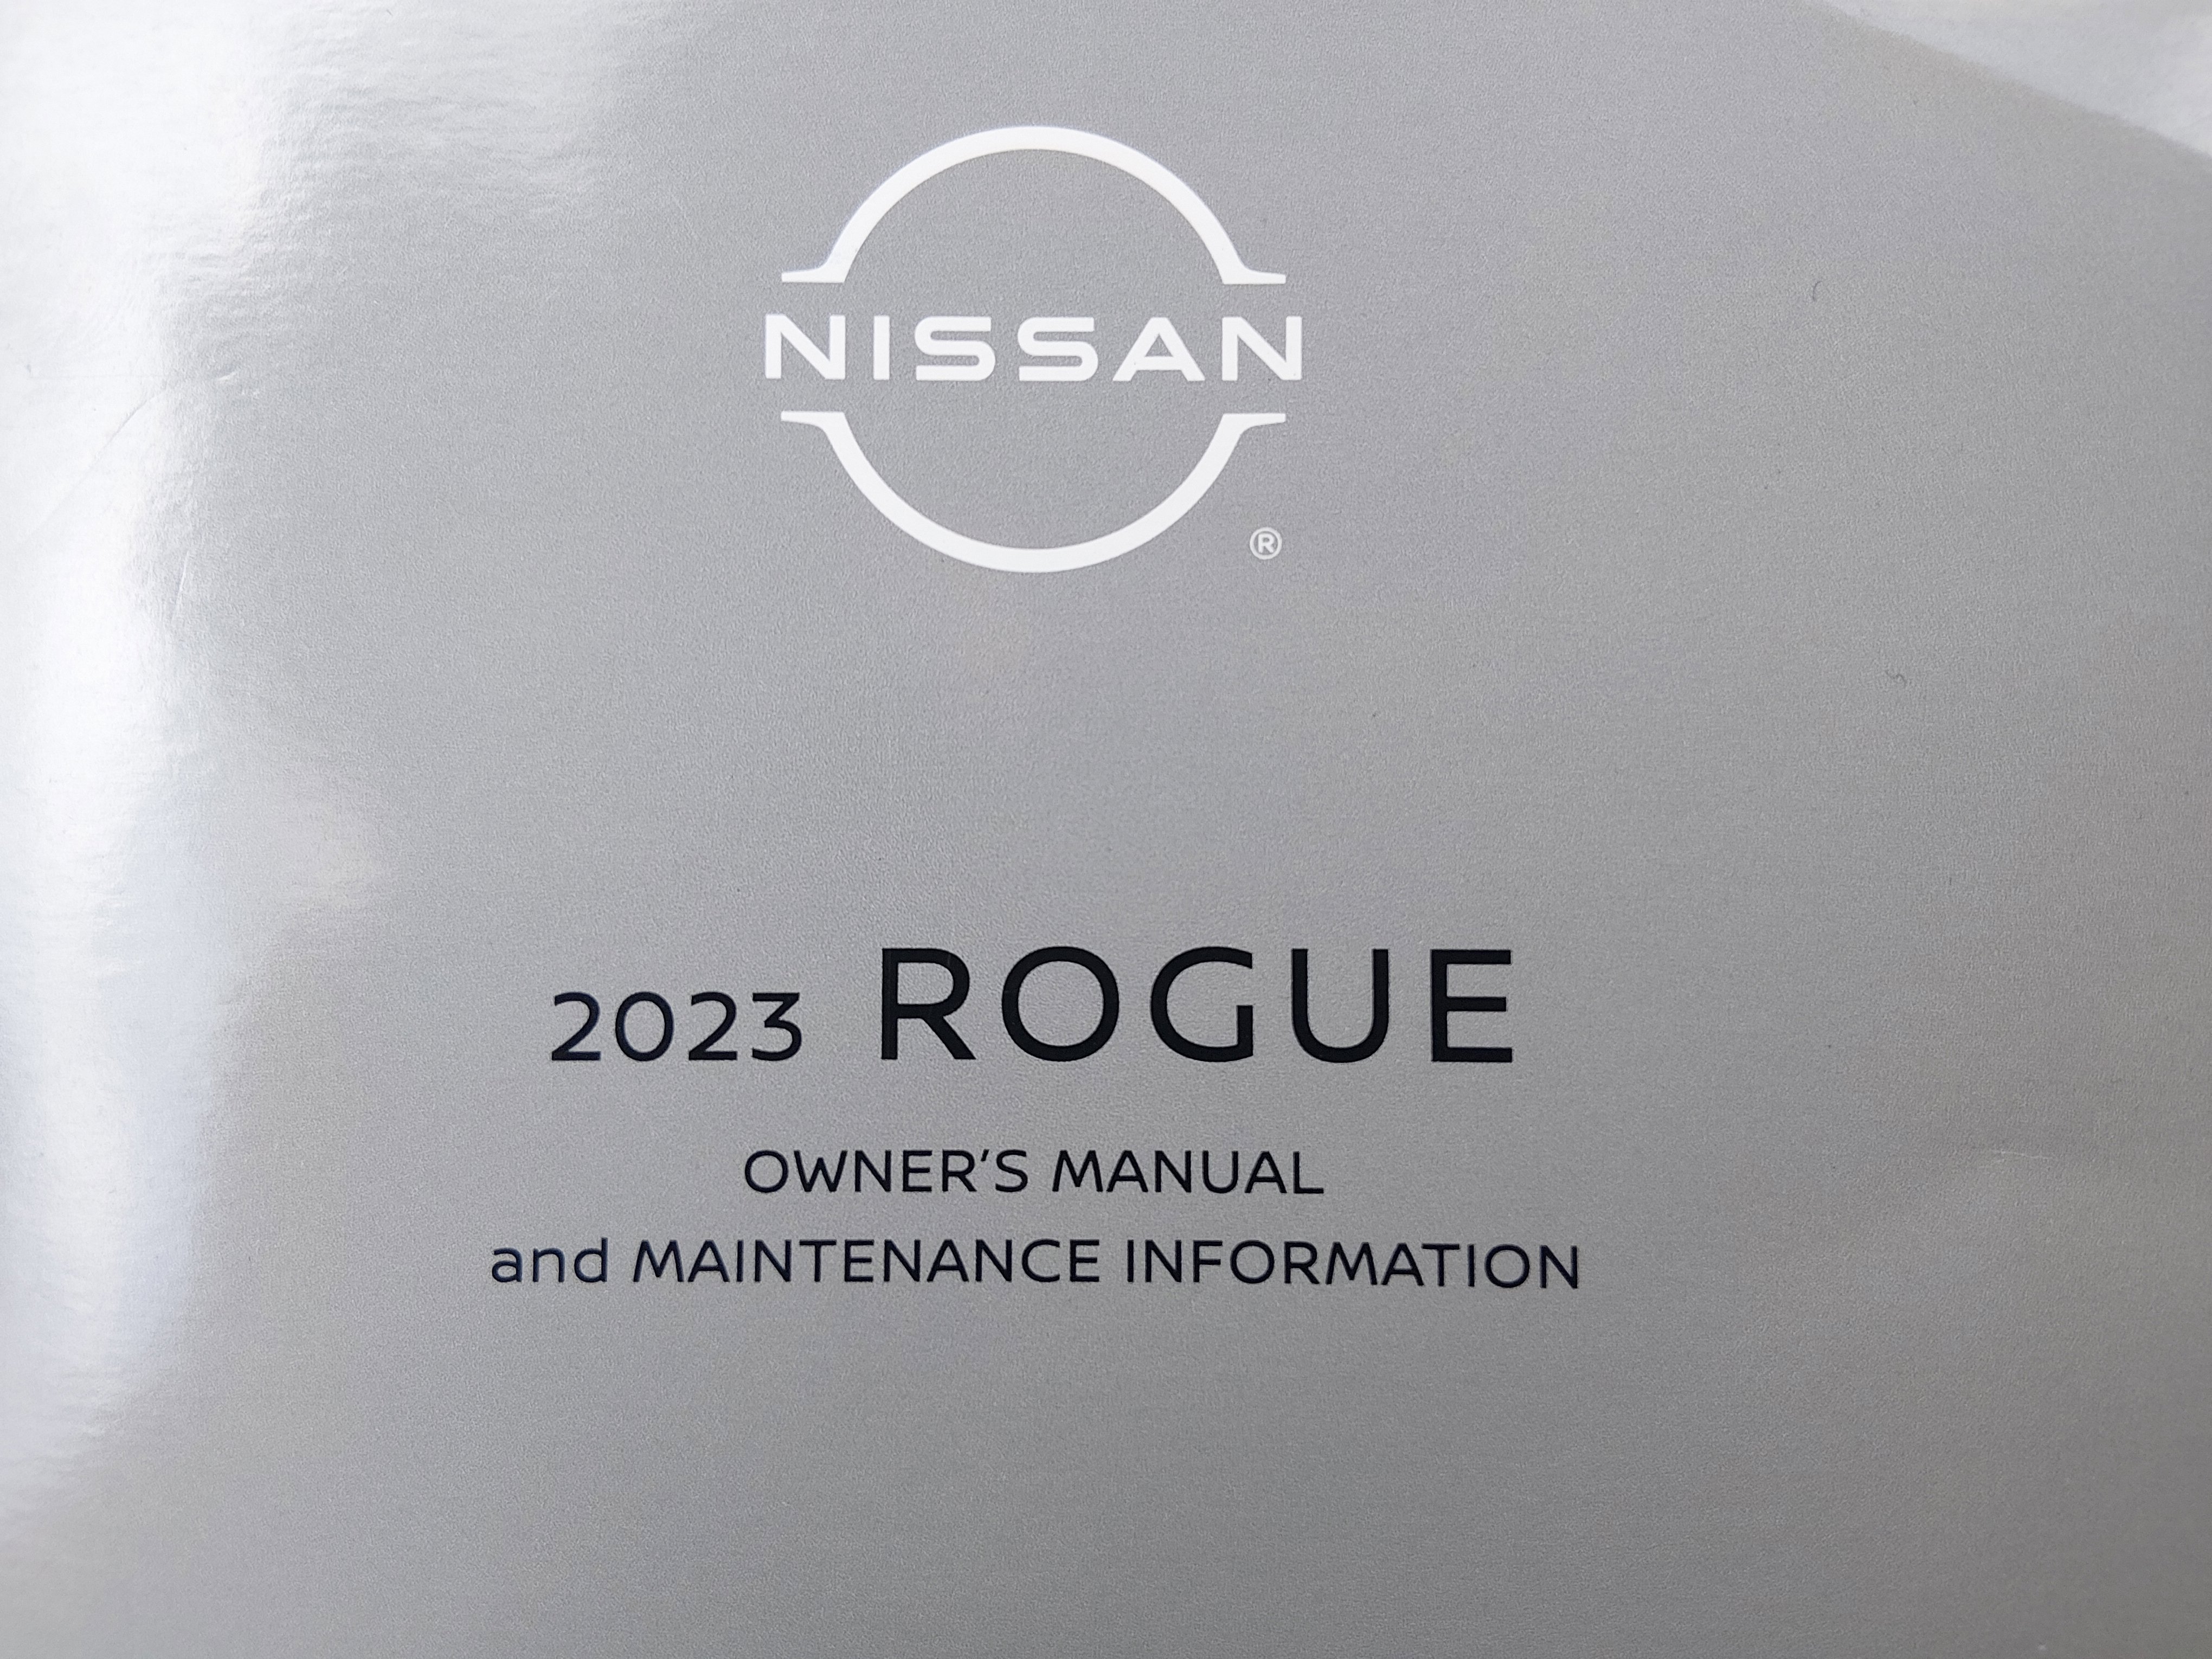 NISSAN
®
2023 ROGUE
OWNER'S MANUAL
and MAINTENANCE INFORMATION